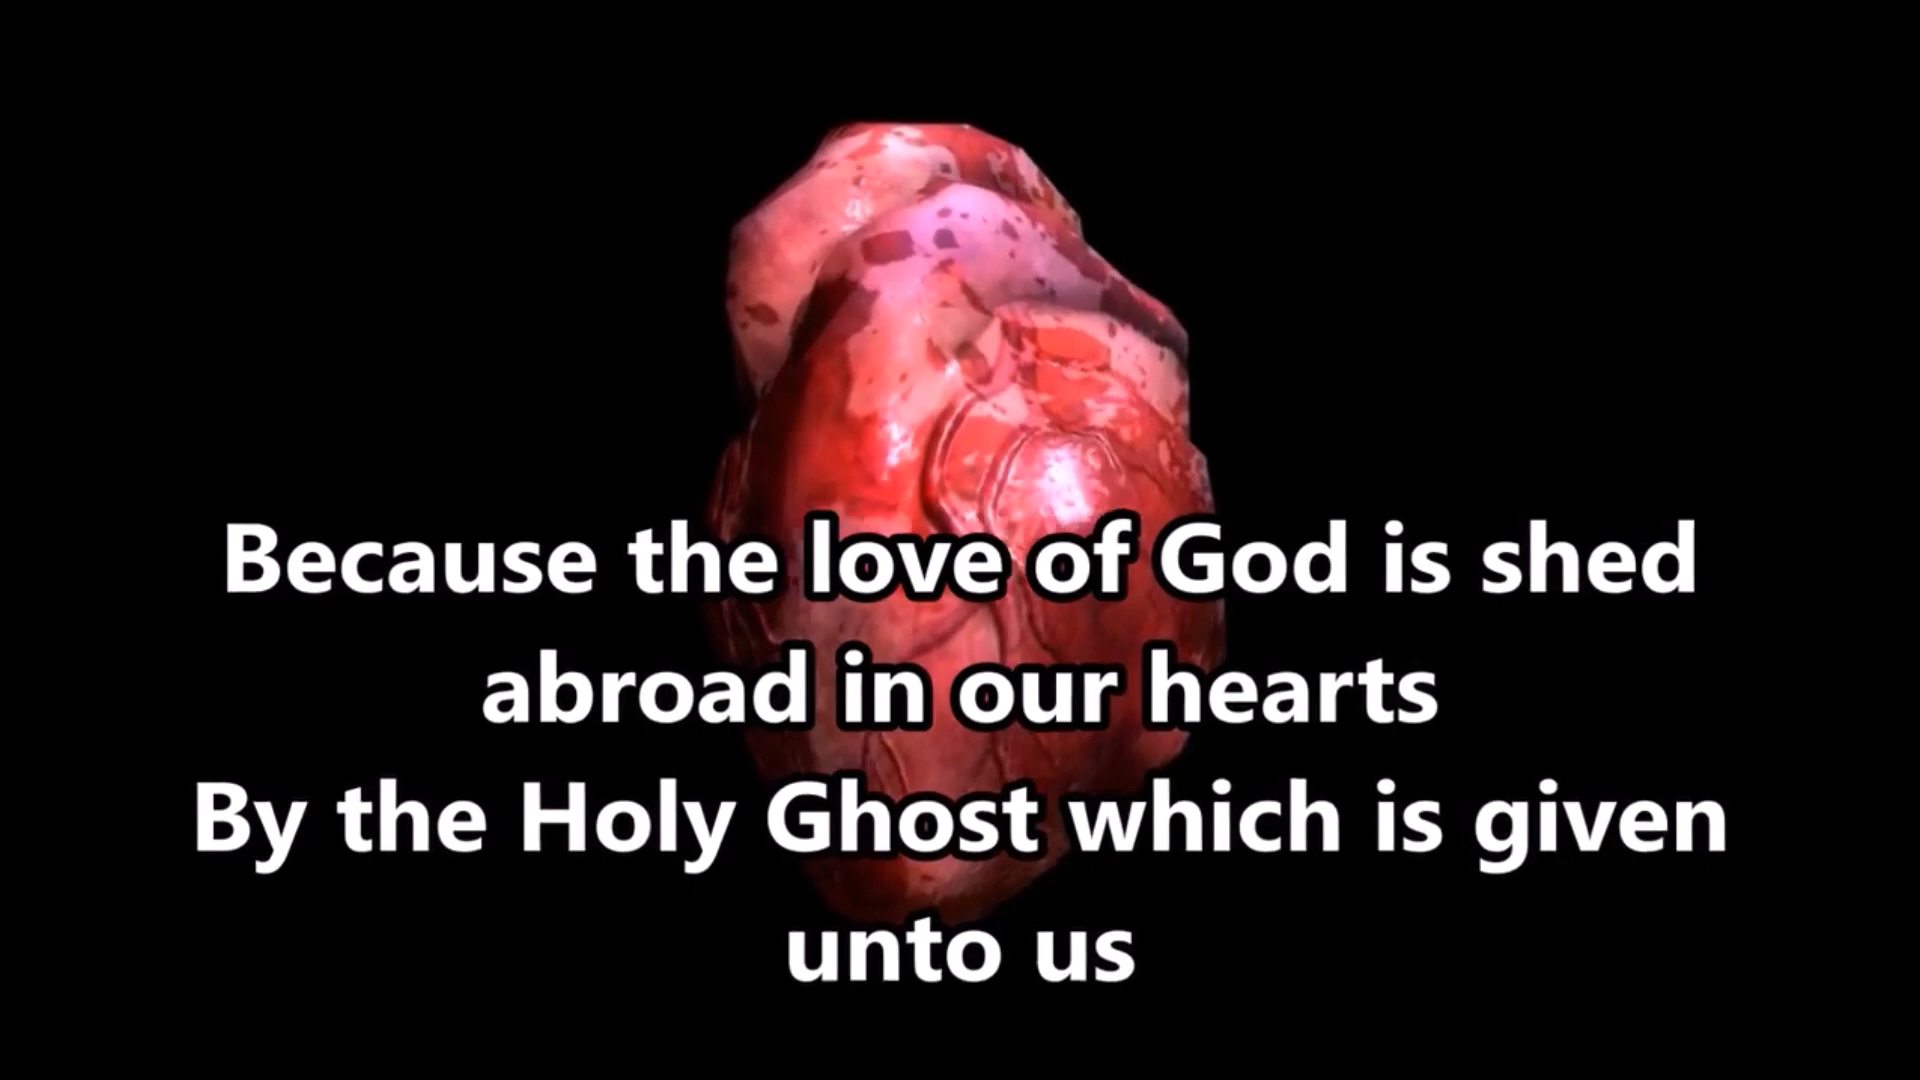 Because the love of God is shed
abroad in our hearts
By the Holy Ghost which is given
unto us